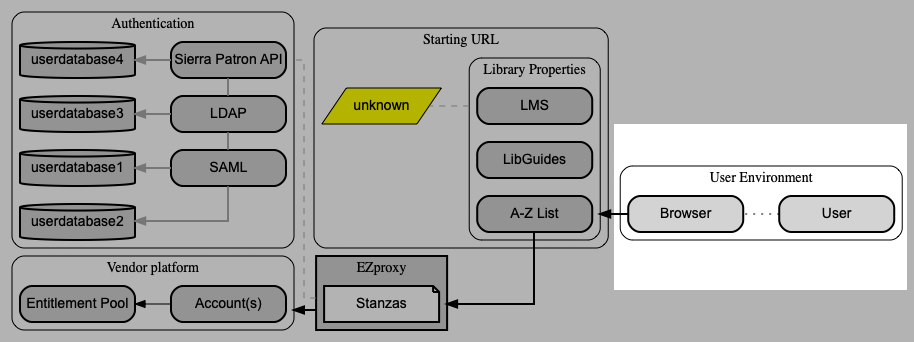 Authentication
userdatabase4
Sierra Patron API
userdatabase3
LDAP
userdatabase1
SAML
userdatabase2
Starting URL
unknown
Library Properties
LMS
LibGuides
A-Z List
User Environment
Browser
User
Vendor platform
Entitlement Pool
Account(s)
EZproxy
Stanzas